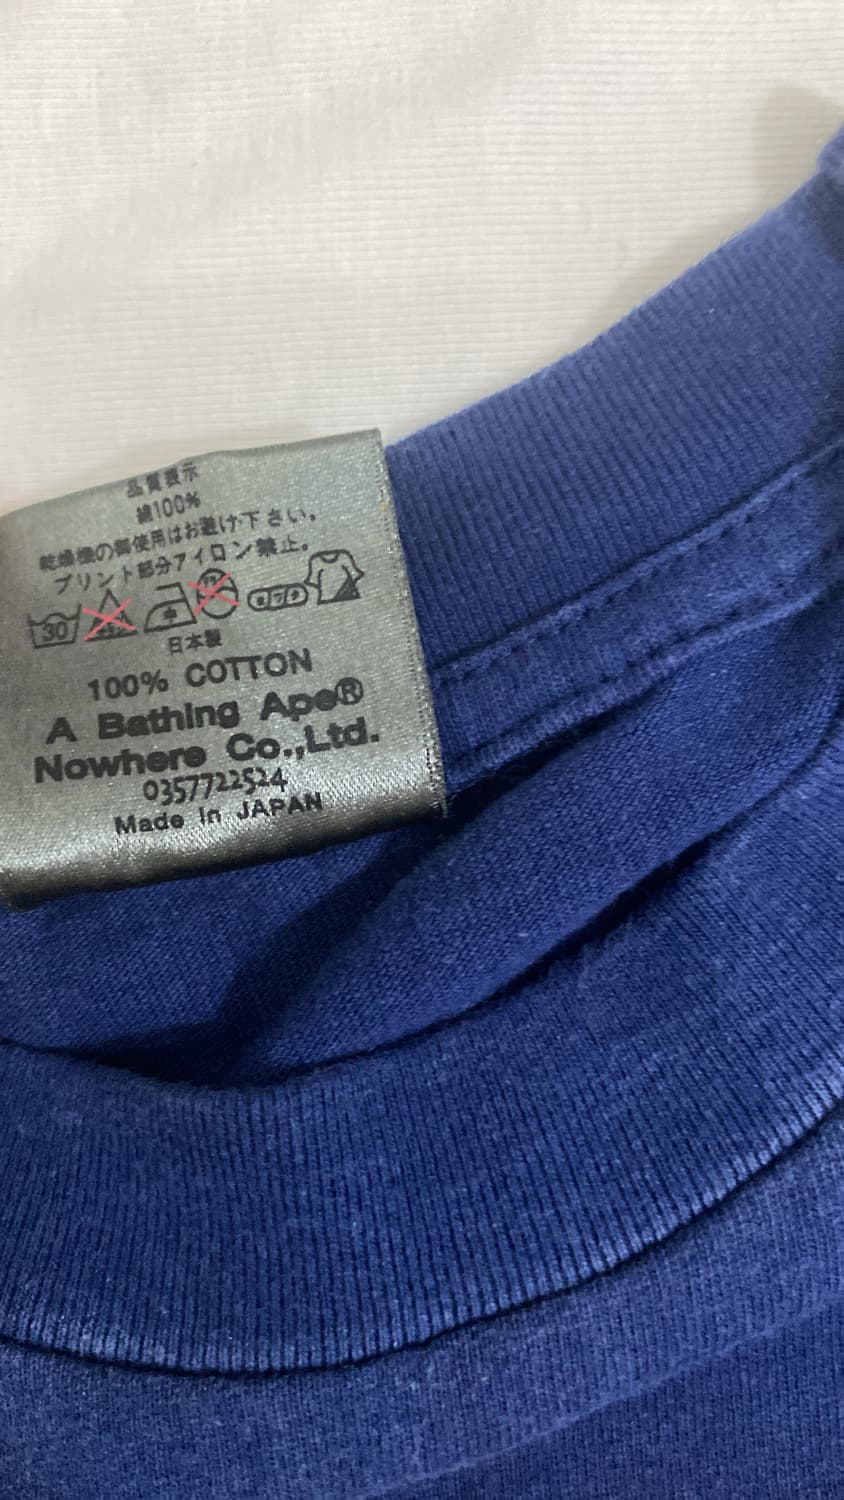 品質表示
綿100%
乾燥機の御使用はお避け下さい。
プリント部分アイロン禁止。
30 中
日本製
100% COTTON
A Bathing Ape®
Nowhere Co.,Ltd.
0357722524
Made in JAPAN